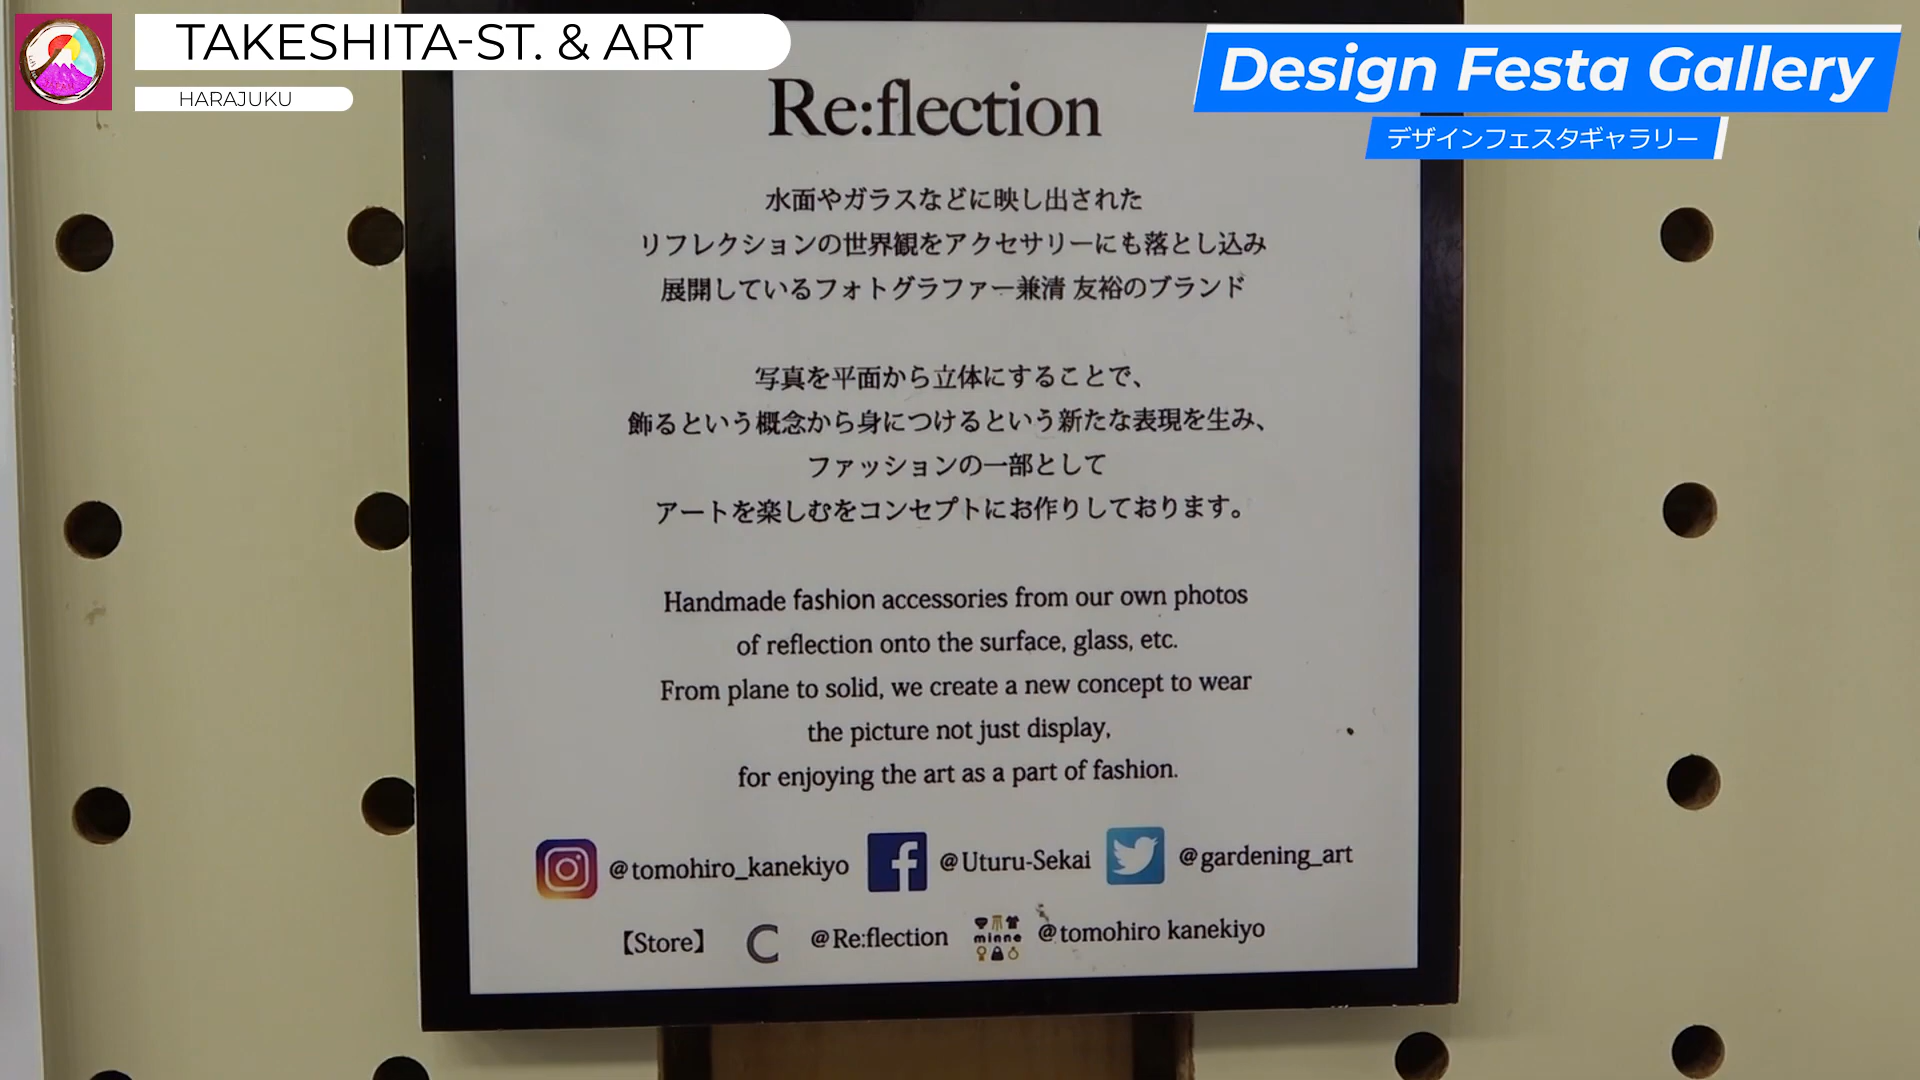 TAKESHITA-ST. & ART
HARAJUKU
Design Festa Gallery
デザインフェスタギャラリー
Re:flection
水面やガラスなどに映し出された
リフレクションの世界観をアクセサリーにも落とし込み
展開しているフォトグラファー兼清 友裕のブランド
写真を平面から立体にすることで、
飾るという概念から身につけるという新たな表現を生み、
ファッションの一部として
アートを楽しむをコンセプトにお作りしております。
Handmade fashion accessories from our own photos
of reflection onto the surface, glass, etc.
From plane to solid, we create a new concept to wear
the picture not just display,
for enjoying the art as a part of fashion.
@tomohiro_kanekiyo @Uturu-Sekai @gardening_art
【Store】 C @Re:flection minne @tomohiro kanekiyo